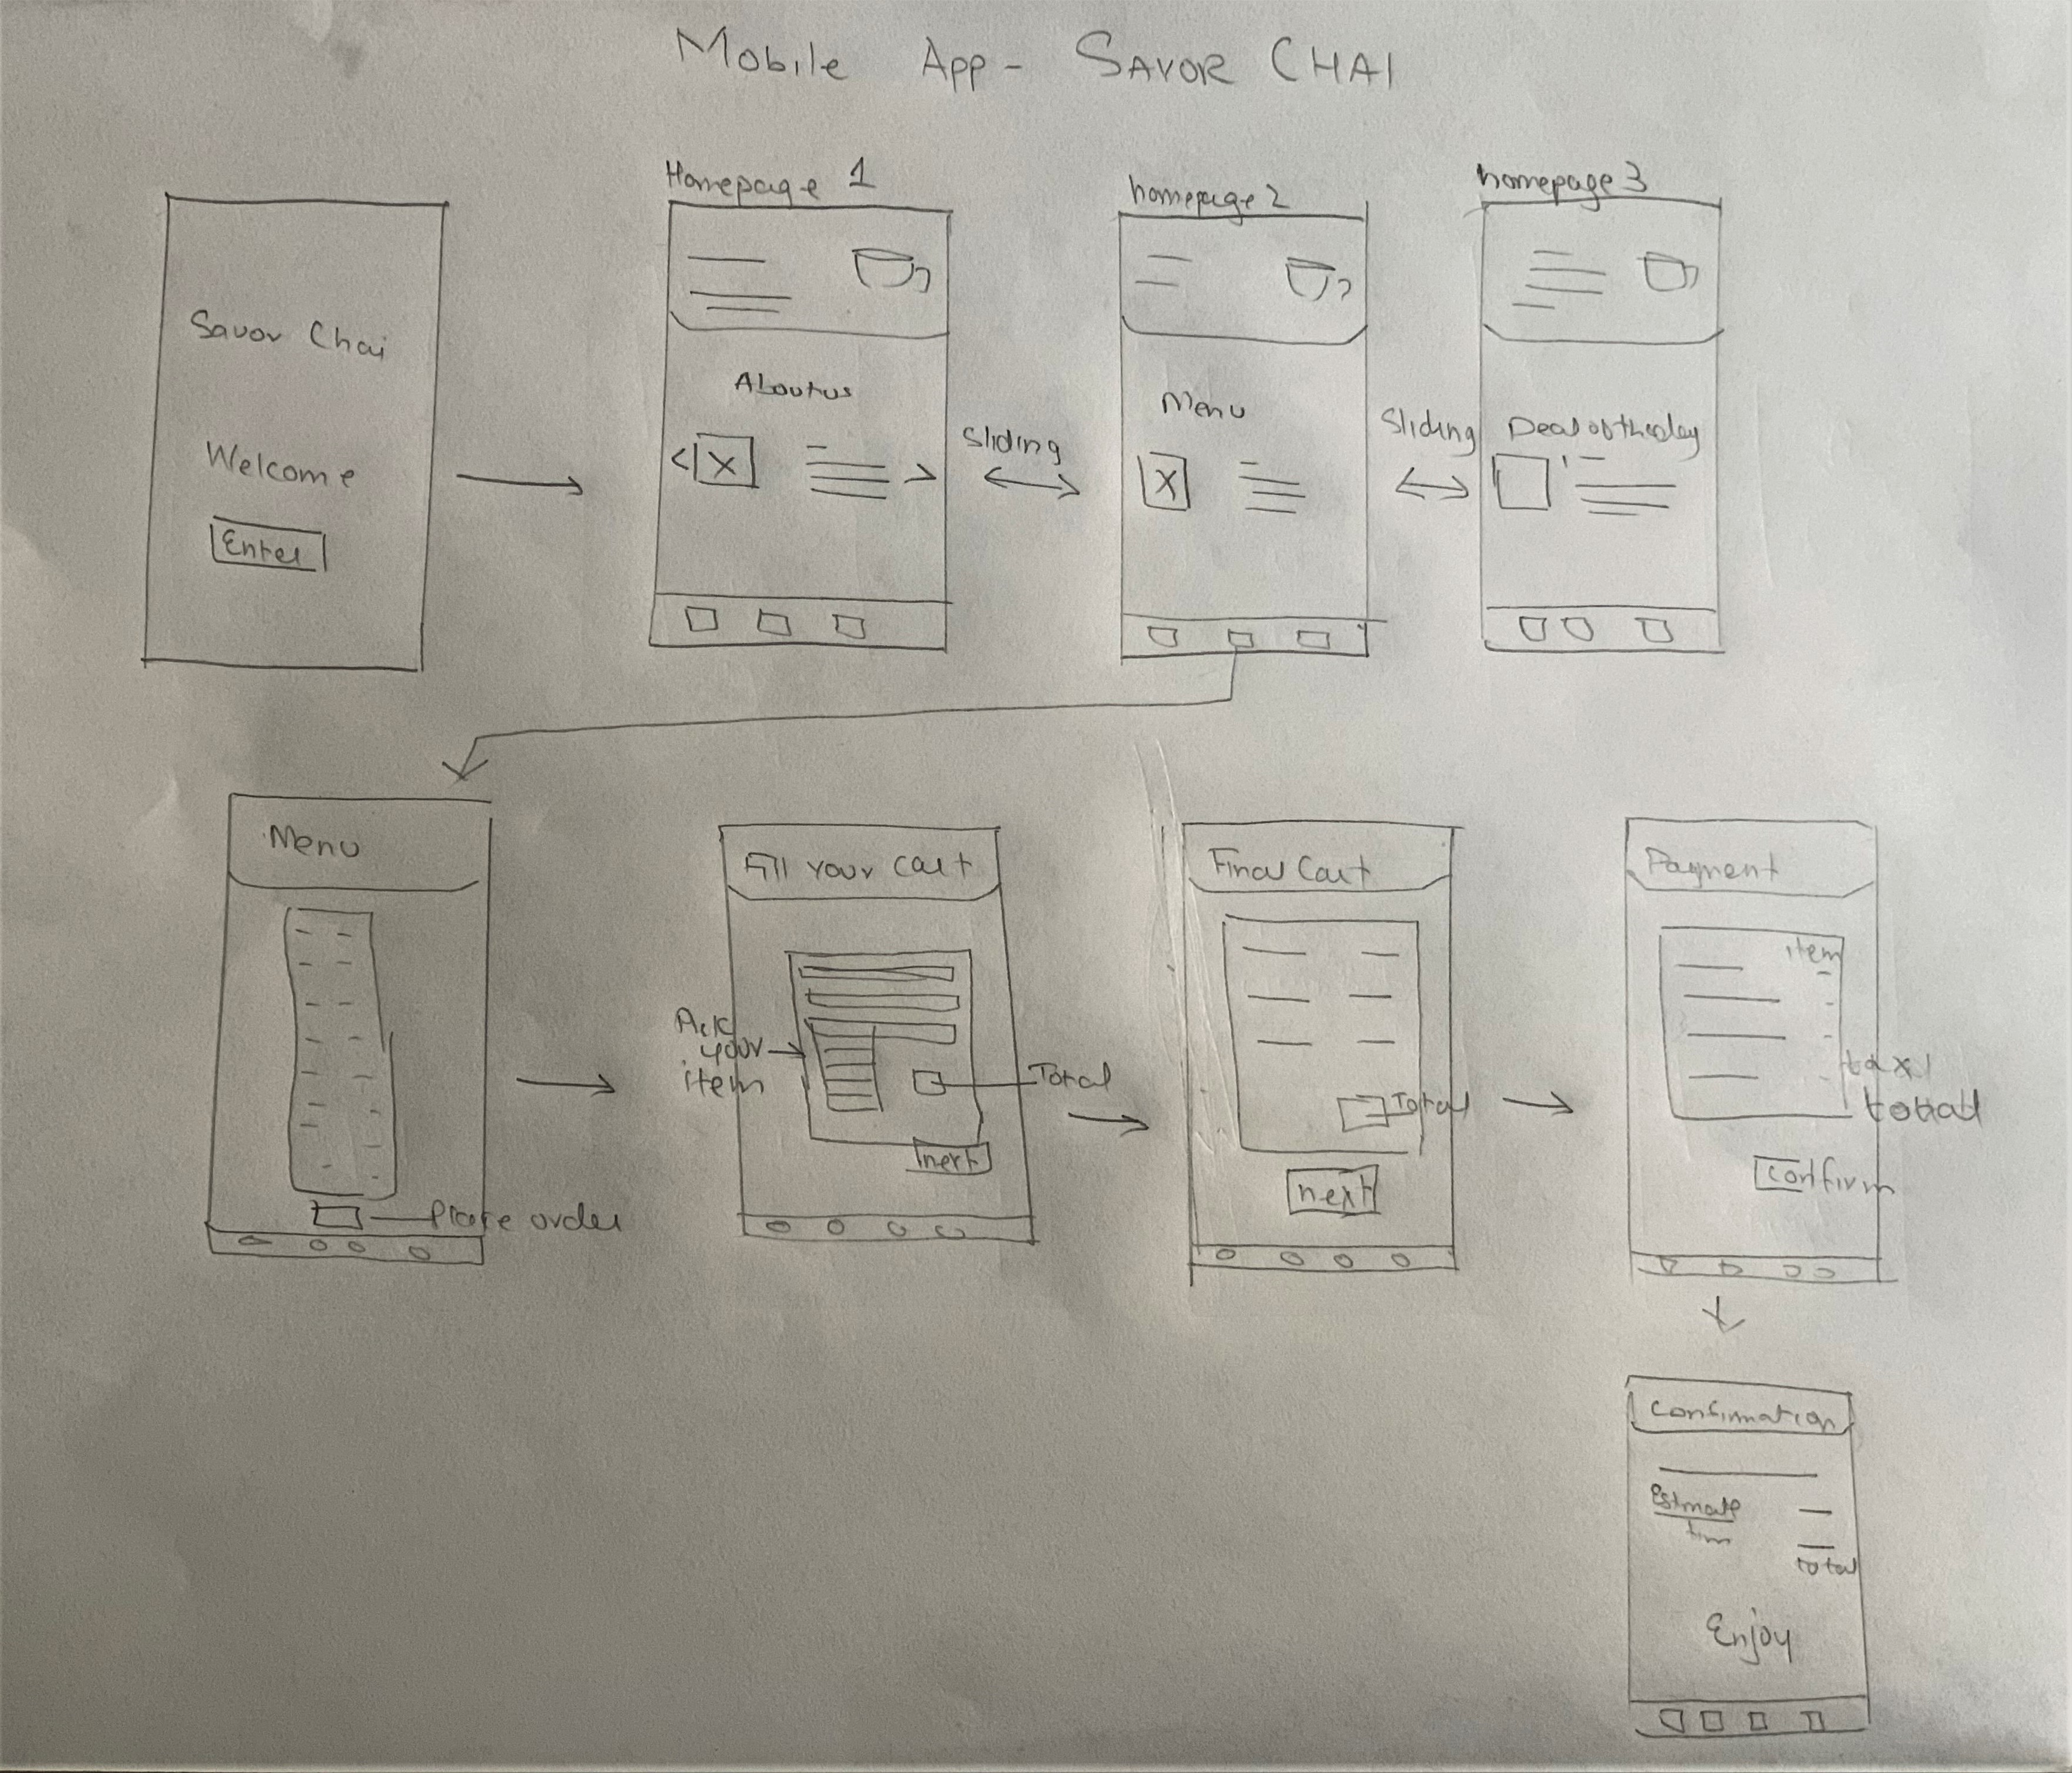 Mobile App - SAVOR CHAI
Homepage 1
homepage 2
homepage 3
Savor Chai
Welcome
Enter
About us
Sliding
Menu
Sliding
Deal of the day
Menu
Place order
Fill Your Cart
Pick
your
item
Total
next
Final Cart
Total
next
Payment
item
tax
total
confirm
Confirmation
Estmate
tim
total
Enjoy